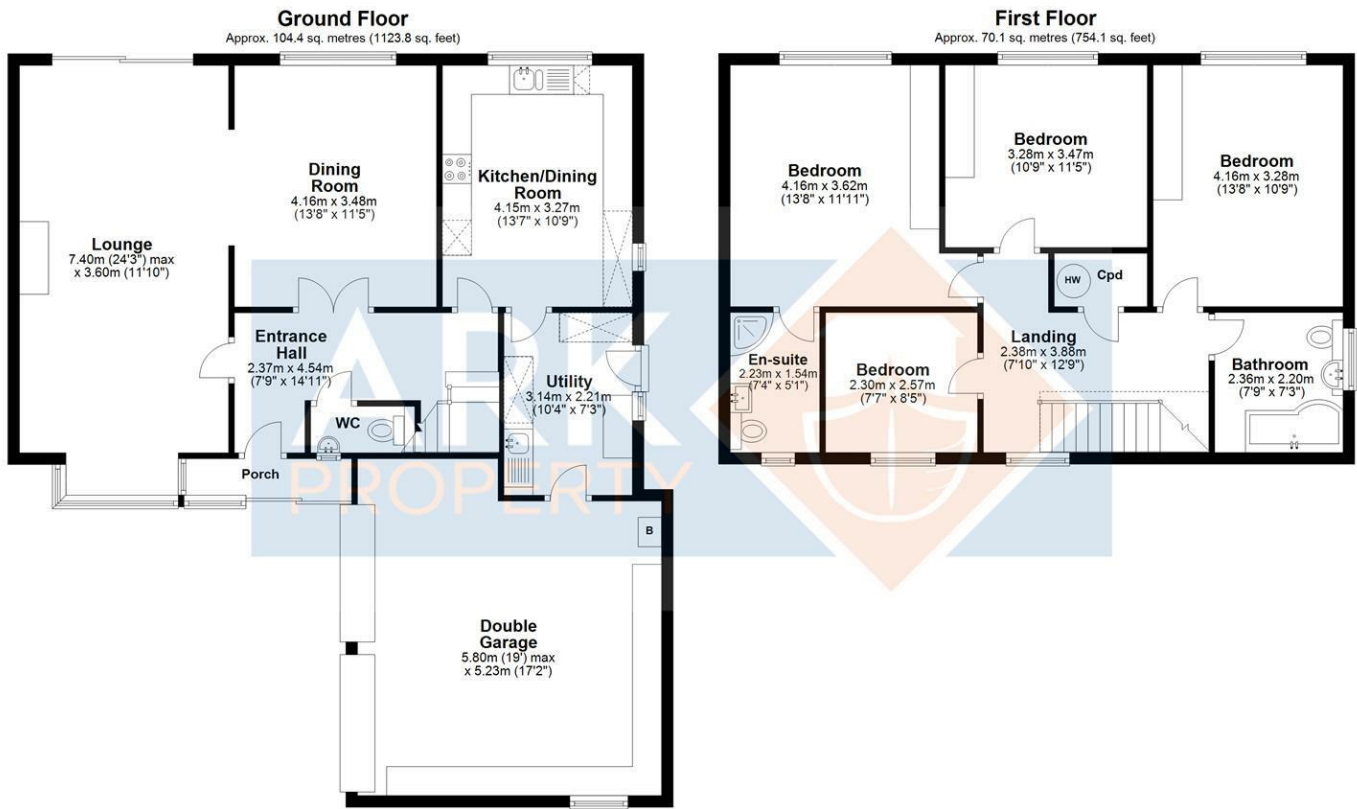 Ground Floor
Approx. 104.4 sq. metres (1123.8 sq. feet)
Lounge
7.40m (24'3") max
x 3.60m (11'10")
Dining
Room
4.16m x 3.48m
(13'8" x 11'5")
Kitchen/Dining
Room
4.15m x 3.27m
(13'7" x 10'9")
Entrance
Hall
2.37m x 4.54m
(7'9" x 14'11")
WC
Utility
3.14m x 2.21m
(10'4" x 7'3")
Porch
B
Double
Garage
5.80m (19') max
x 5.23m (17'2")
First Floor
Approx. 70.1 sq. metres (754.1 sq. feet)
Bedroom
4.16m x 3.62m
(13'8" x 11'11")
Bedroom
3.28m x 3.47m
(10'9" x 11'5")
Bedroom
4.16m x 3.28m
(13'8" x 10'9")
HW
Cpd
En-suite
2.23m x 1.54m
(7'4" x 5'1")
Bedroom
2.30m x 2.57m
(7'7" x 8'5")
Landing
2.38m x 3.88m
(7'10" x 12'9")
Bathroom
2.36m x 2.20m
(7'9" x 7'3")
ARK
PROPERTY